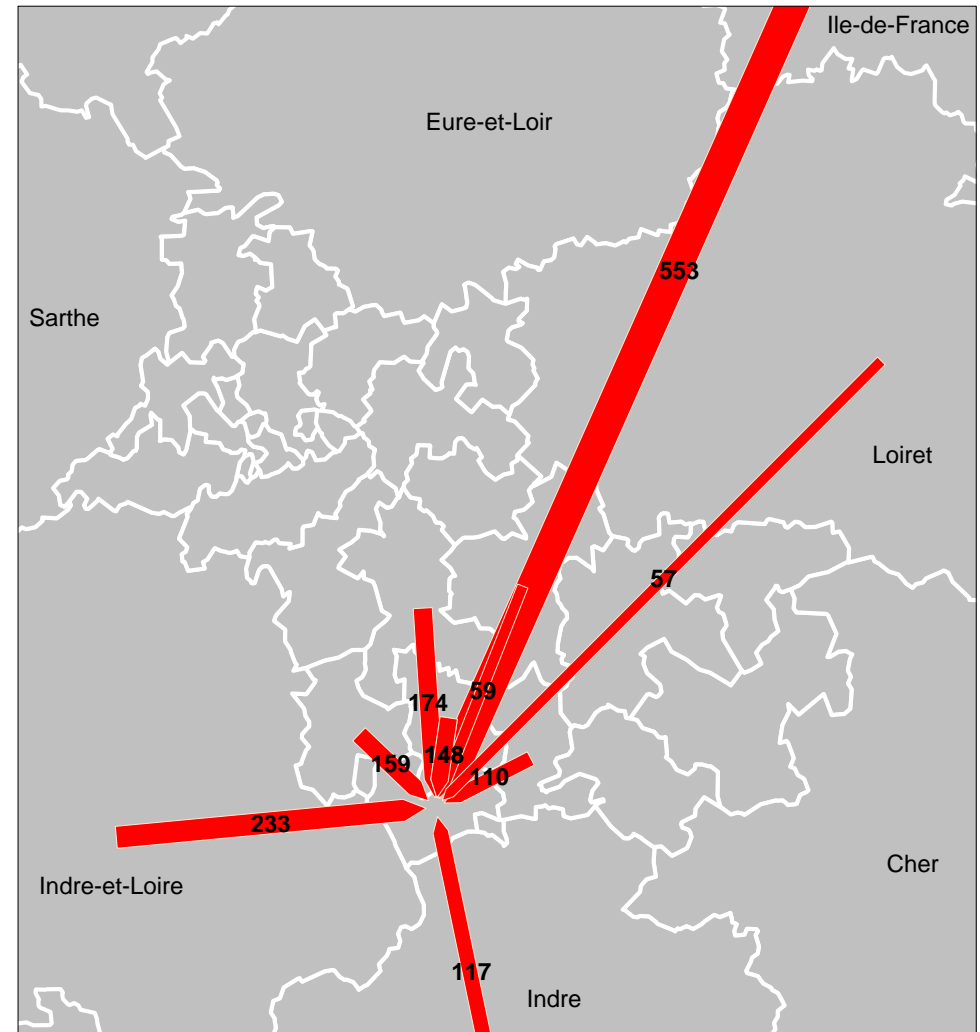 Ile-de-France
Eure-et-Loir
553
Sarthe
Loiret
57
59
174
148
159
110
233
Cher
Indre-et-Loire
117
Indre